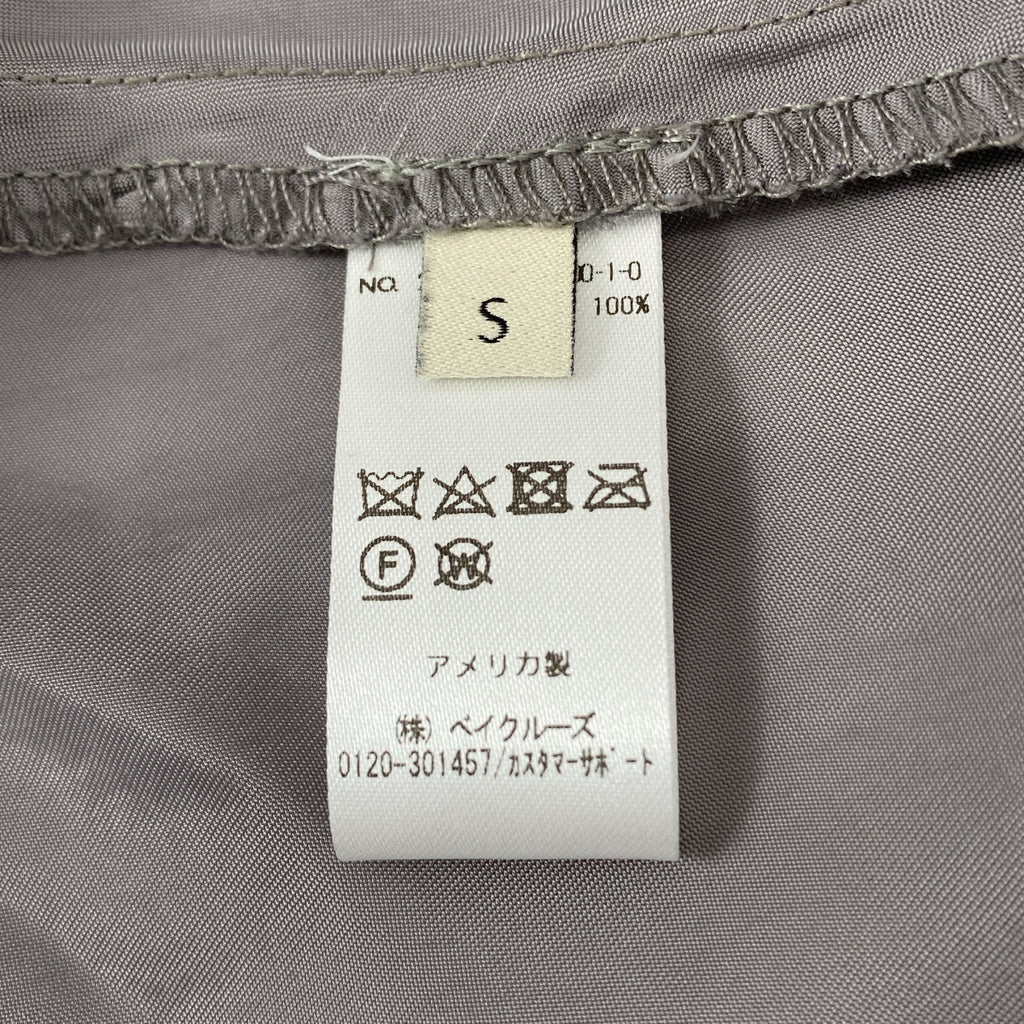 NO. 0-1-0
S
100%
F
W
アメリカ製
(株) ベイクルーズ
0120-301457/カスタマーサポート